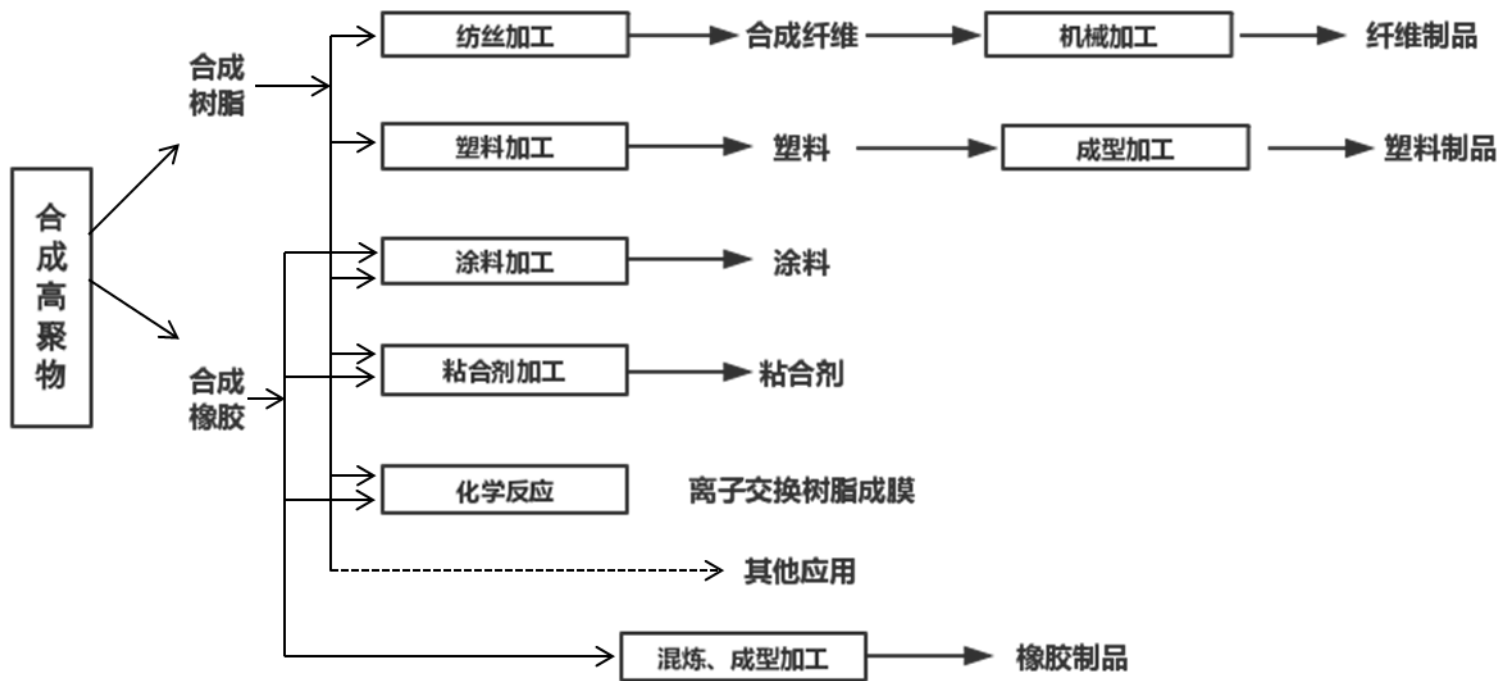 合成高聚物
合成
树脂
合成
橡胶
纺丝加工
合成纤维
机械加工
纤维制品
塑料加工
塑料
成型加工
塑料制品
涂料加工
涂料
粘合剂加工
粘合剂
化学反应
离子交换树脂成膜
其他应用
混炼、成型加工
橡胶制品